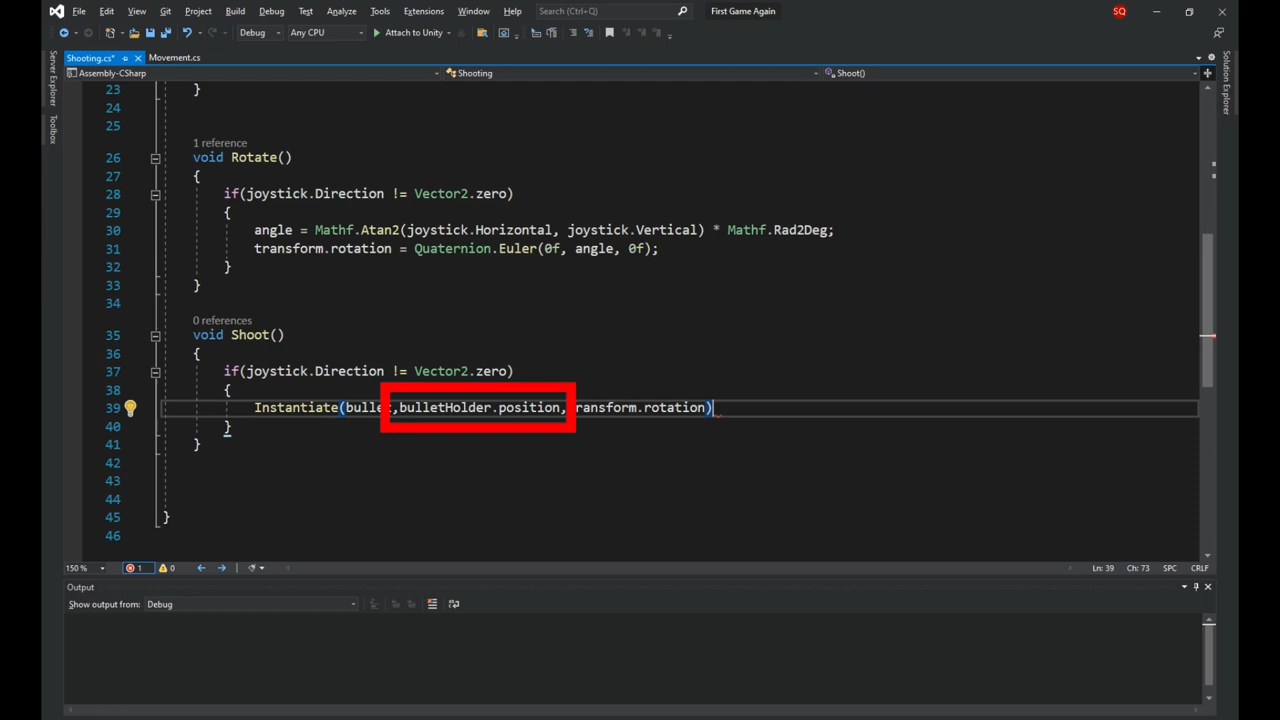 File Edit View Git Project Build Debug Test Analyze Tools Extensions Window Help Search (Ctrl+Q) First Game Again SQ
Debug Any CPU Attach to Unity
Shooting.cs* Movement.cs
Assembly-CSharp Shooting Shoot()
Server Explorer
Toolbox
Solution Explorer
23 }
24
25
1 reference
26 void Rotate()
27 {
28 if(joystick.Direction != Vector2.zero)
29 {
30 angle = Mathf.Atan2(joystick.Horizontal, joystick.Vertical) * Mathf.Rad2Deg;
31 transform.rotation = Quaternion.Euler(0f, angle, 0f);
32 }
33 }
34
0 references
35 void Shoot()
36 {
37 if(joystick.Direction != Vector2.zero)
38 {
39 Instantiate(bullet,bulletHolder.position,transform.rotation)
40 }
41 }
42
43
44
45 }
46
150 % 1 0 Ln: 39 Ch: 73 SPC CRLF
Output
Show output from: Debug